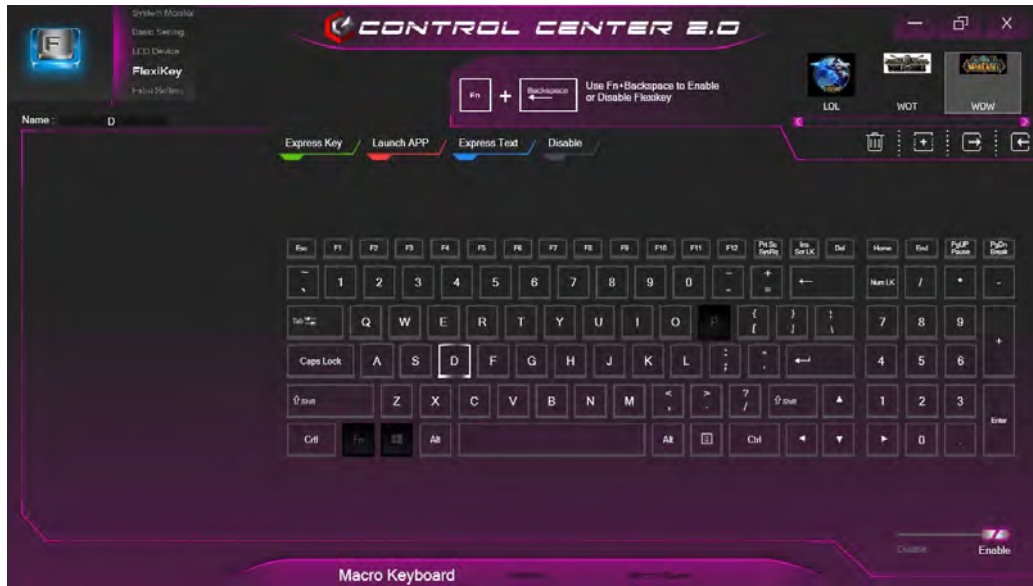 System Monitor
Basic Setting
LCD Device
FlexiKey
CONTROL CENTER 2.0
F
Fn + Backspace Use Fn+Backspace to Enable
or Disable Flexikey
LOL WOT WOW
Name : D
Express Key Launch APP Express Text Disable
Esc F1 F2 F3 F4 F5 F6 F7 F8 F9 F10 F11 F12 Prt Sc SysRq Ins Scr LK Del Home End PgUP Pause PgDn Break
~ ` 1 2 3 4 5 6 7 8 9 0 - + = ← Num LK / * -
Tab Q W E R T Y U I O P { [ } ] \ 7 8 9 +
Caps Lock A S D F G H J K L : ; 4 5 6
Shift Z X C V B N M < , > . ? / Shift 1 2 3 Enter
Crtl Fn Alt Alt Ctrl 0 .
Disable Enable
Macro Keyboard